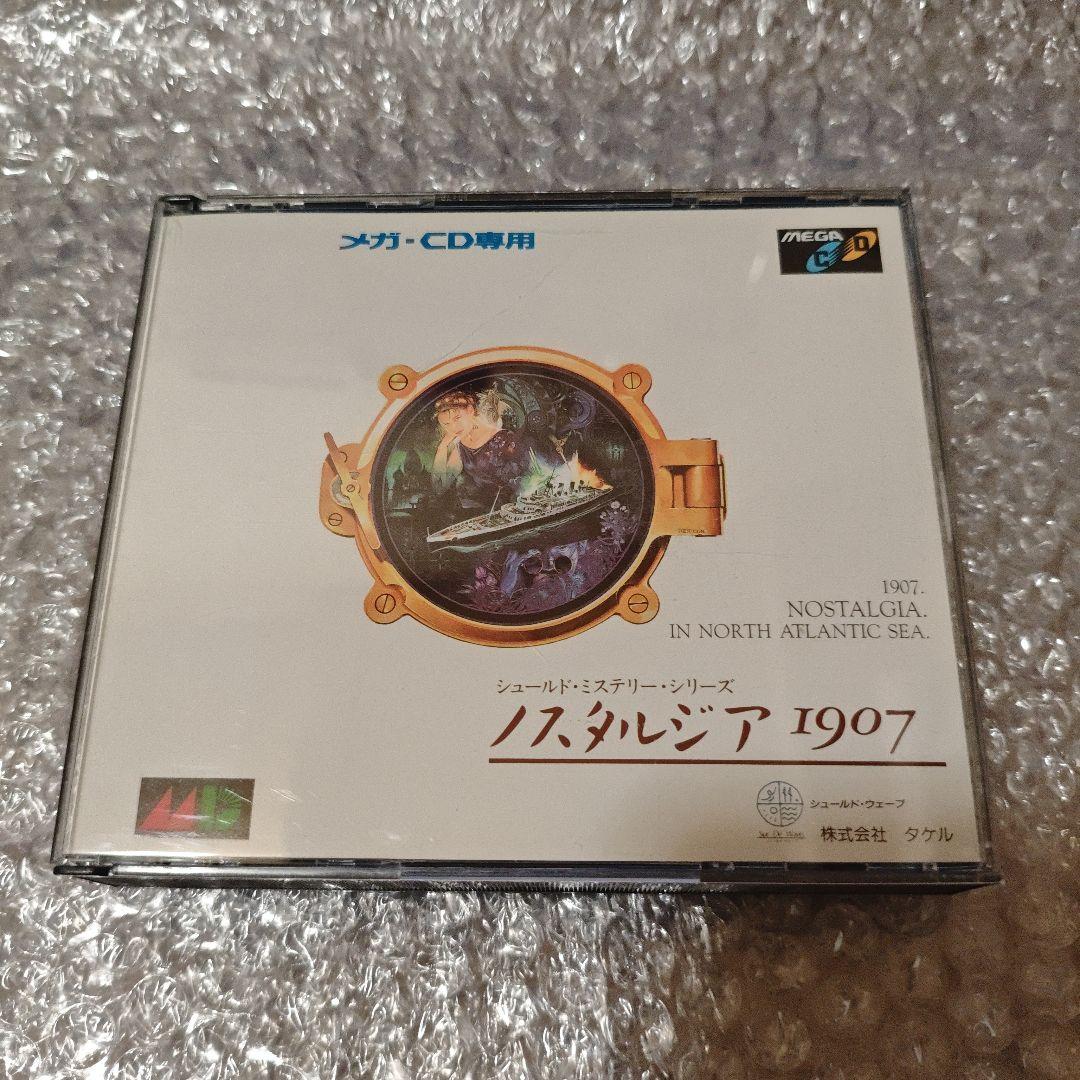 メガ-CD専用
MEGA
CD
1907.
NOSTALGIA.
IN NORTH ATLANTIC SEA.
シュールド・ミステリー・シリーズ
ノスタルジア 1907
シュールド・ウェーブ
株式会社 タケル
MD